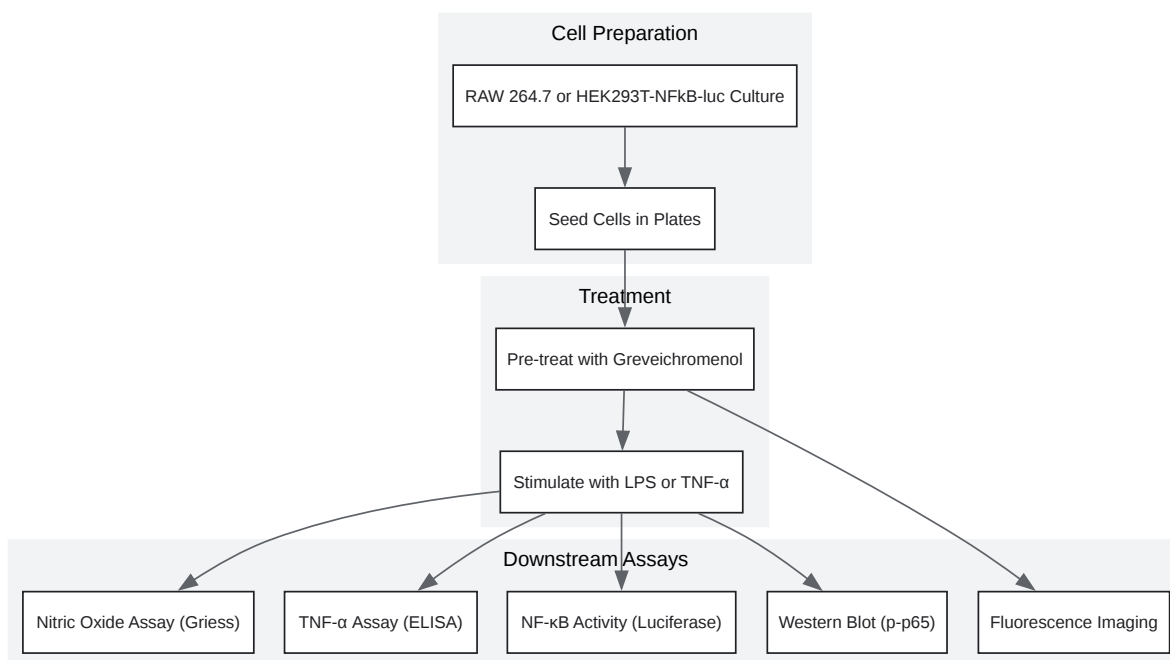 Cell Preparation
RAW 264.7 or HEK293T-NFkB-luc Culture
Seed Cells in Plates
Treatment
Pre-treat with Greveichromenol
Stimulate with LPS or TNF-α
Downstream Assays
Nitric Oxide Assay (Griess)
TNF-α Assay (ELISA)
NF-κB Activity (Luciferase)
Western Blot (p-p65)
Fluorescence Imaging